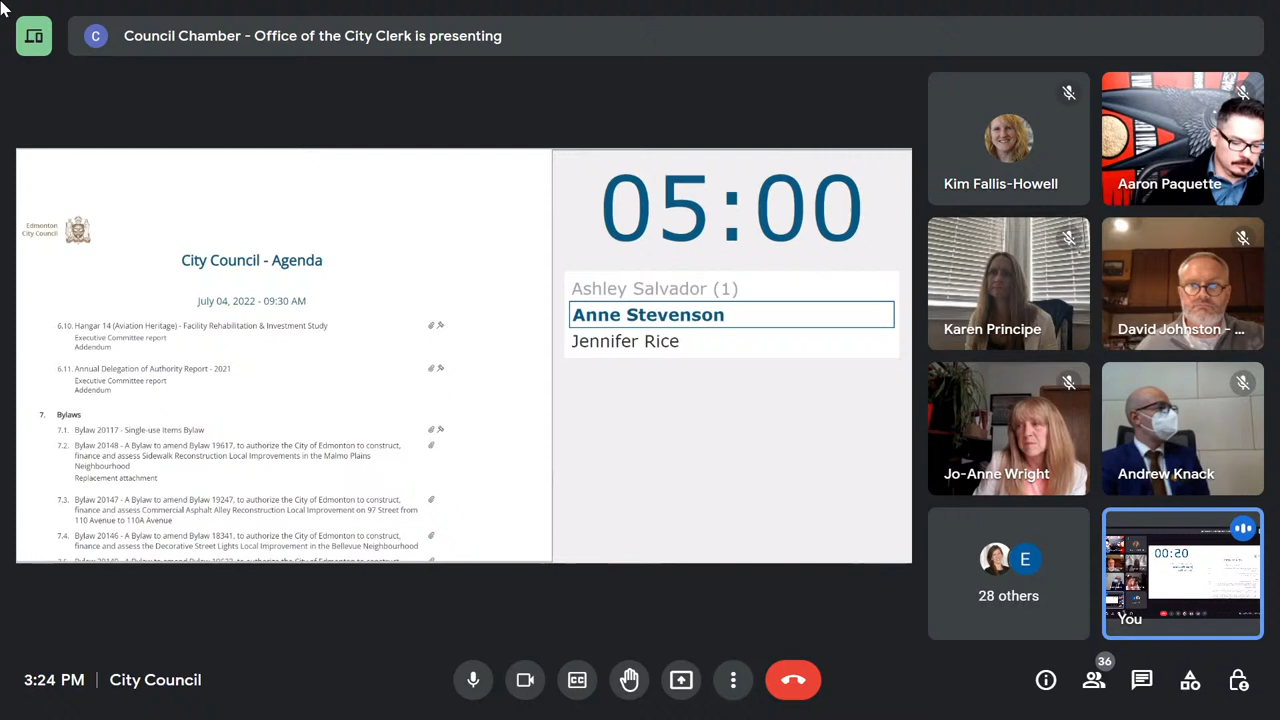 C
Council Chamber - Office of the City Clerk is presenting
Edmonton
City Council
City Council - Agenda
July 04, 2022 - 09:30 AM
6.10. Hangar 14 (Aviation Heritage) - Facility Rehabilitation & Investment Study
Executive Committee report
Addendum
6.11. Annual Delegation of Authority Report - 2021
Executive Committee report
Addendum
7. Bylaws
7.1. Bylaw 20117 - Single-use Items Bylaw
7.2. Bylaw 20148 - A Bylaw to amend Bylaw 19617, to authorize the City of Edmonton to construct,
finance and assess Sidewalk Reconstruction Local Improvements in the Malmo Plains
Neighbourhood
Replacement attachment
7.3. Bylaw 20147 - A Bylaw to amend Bylaw 19247, to authorize the City of Edmonton to construct,
finance and assess Commercial Asphalt Alley Reconstruction Local Improvement on 97 Street from
110 Avenue to 110A Avenue
7.4. Bylaw 20146 - A Bylaw to amend Bylaw 18341, to authorize the City of Edmonton to construct,
finance and assess the Decorative Street Lights Local Improvement in the Bellevue Neighbourhood
05:00
Ashley Salvador (1)
Anne Stevenson
Jennifer Rice
Kim Fallis-Howell
Aaron Paquette
Karen Principe
David Johnston - ...
Jo-Anne Wright
Andrew Knack
E
28 others
You
3:24 PM | City Council
CC
36